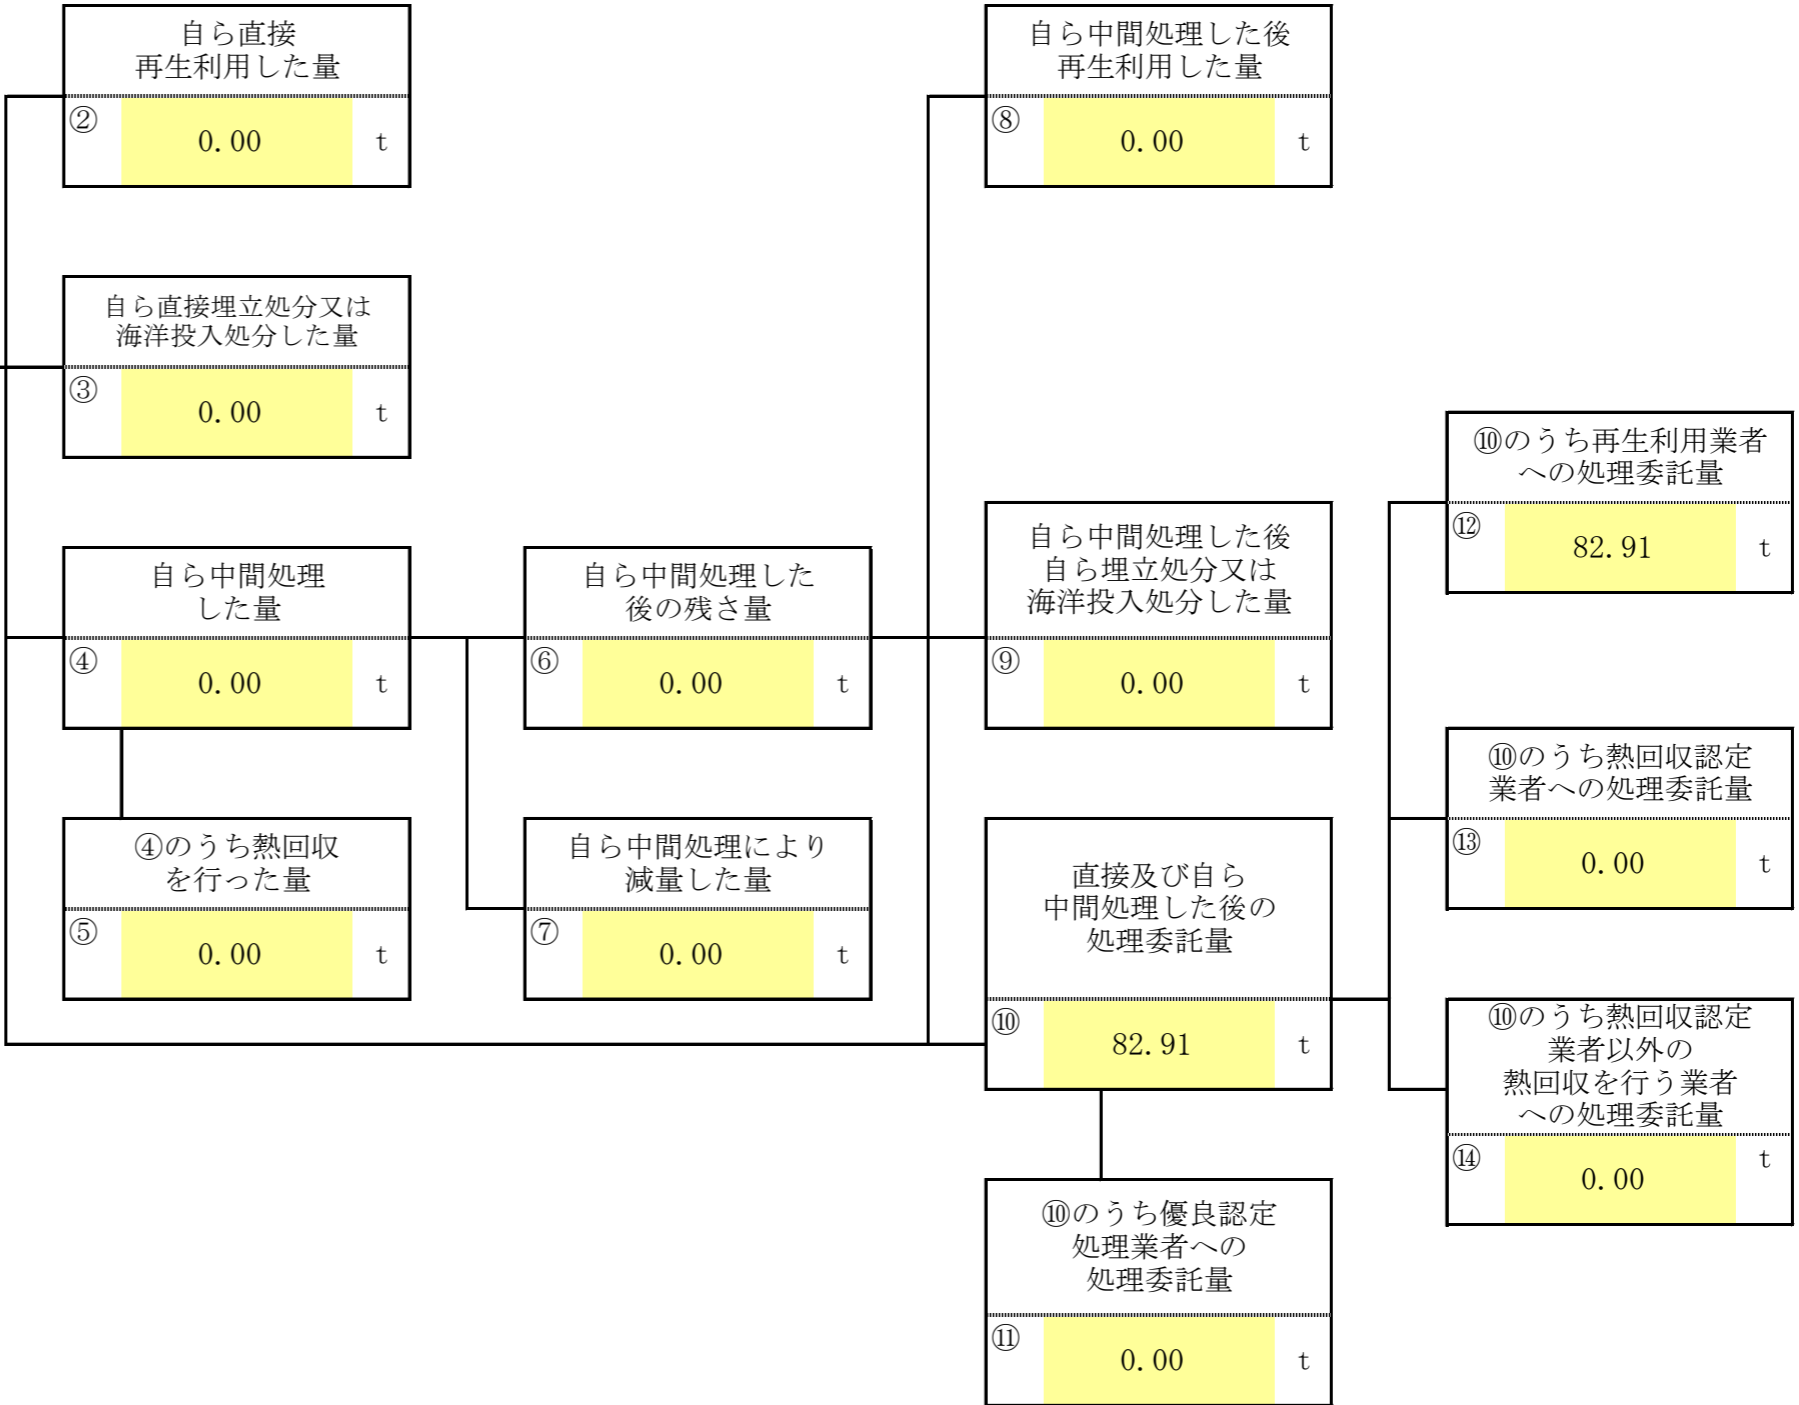 自ら直接
再生利用した量
② 0.00 t
自ら中間処理した後
再生利用した量
⑧ 0.00 t
自ら直接埋立処分又は
海洋投入処分した量
③ 0.00 t
⑩のうち再生利用業者
への処理委託量
⑫ 82.91 t
自ら中間処理
した量
④ 0.00 t
自ら中間処理した
後の残さ量
⑥ 0.00 t
自ら中間処理した後
自ら埋立処分又は
海洋投入処分した量
⑨ 0.00 t
⑩のうち熱回収認定
業者への処理委託量
⑬ 0.00 t
④のうち熱回収
を行った量
⑤ 0.00 t
自ら中間処理により
減量した量
⑦ 0.00 t
直接及び自ら
中間処理した後の
処理委託量
⑩ 82.91 t
⑩のうち熱回収認定
業者以外の
熱回収を行う業者
への処理委託量
⑭ 0.00 t
⑩のうち優良認定
処理業者への
処理委託量
⑪ 0.00 t